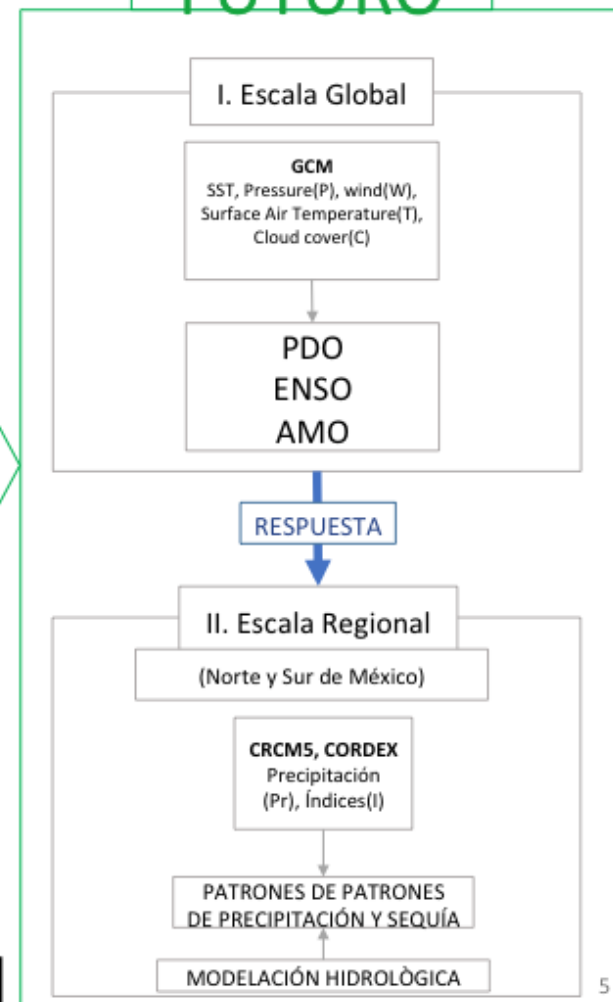 FUTURO
I. Escala Global
GCM
SST, Pressure(P), wind(W),
Surface Air Temperature(T),
Cloud cover(C)
PDO
ENSO
AMO
RESPUESTA
II. Escala Regional
(Norte y Sur de México)
CRCM5, CORDEX
Precipitación
(Pr), Índices(I)
PATRONES DE PATRONES
DE PRECIPITACIÓN Y SEQUÍA
MODELACIÓN HIDROLÒGICA
5